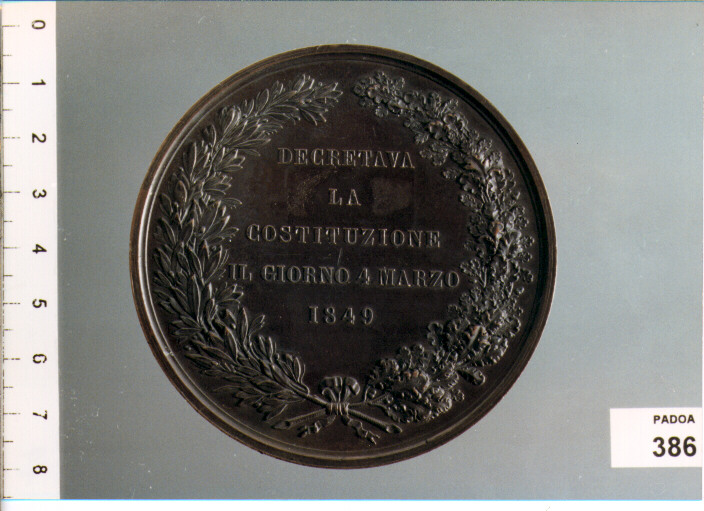 DECRETAVA
LA
COSTITUZIONE
IL GIORNO 4 MARZO
1849
PADOA
386
0
1
2
3
4
5
6
7
8